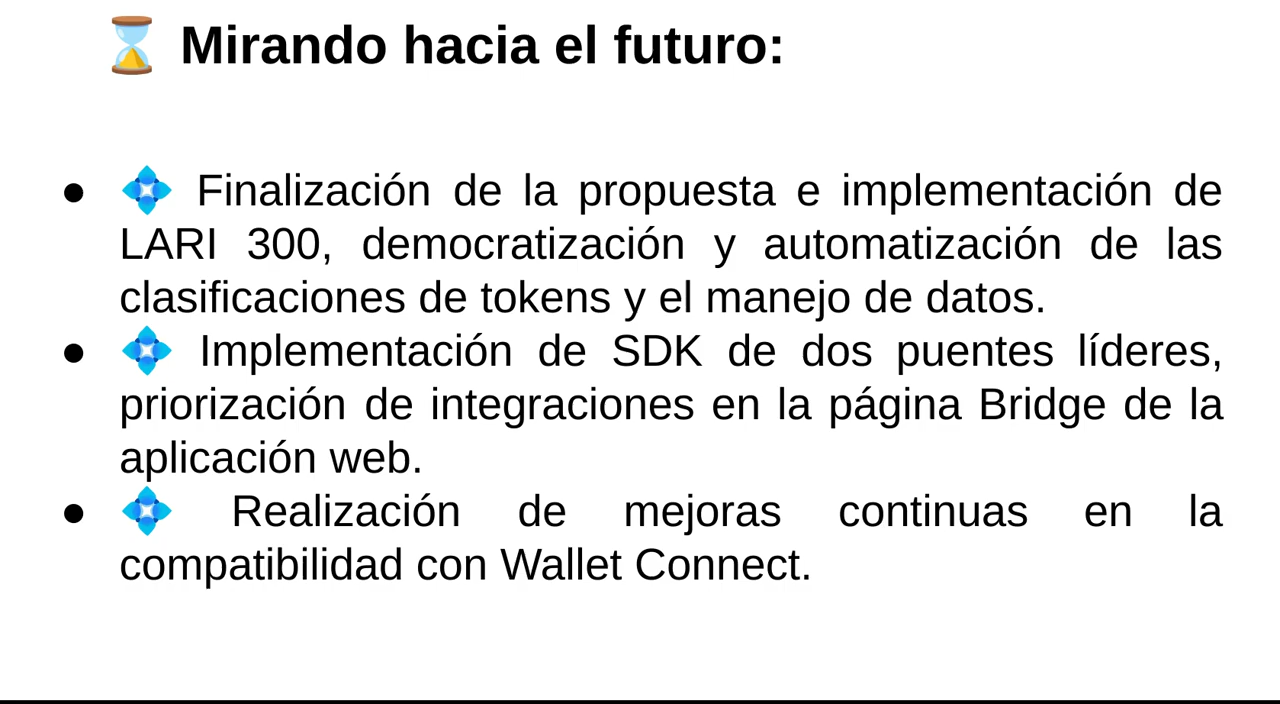 ⌛ Mirando hacia el futuro:
● 💠 Finalización de la propuesta e implementación de
LARI 300, democratización y automatización de las
clasificaciones de tokens y el manejo de datos.
● 💠 Implementación de SDK de dos puentes líderes,
priorización de integraciones en la página Bridge de la
aplicación web.
● 💠 Realización de mejoras continuas en la
compatibilidad con Wallet Connect.